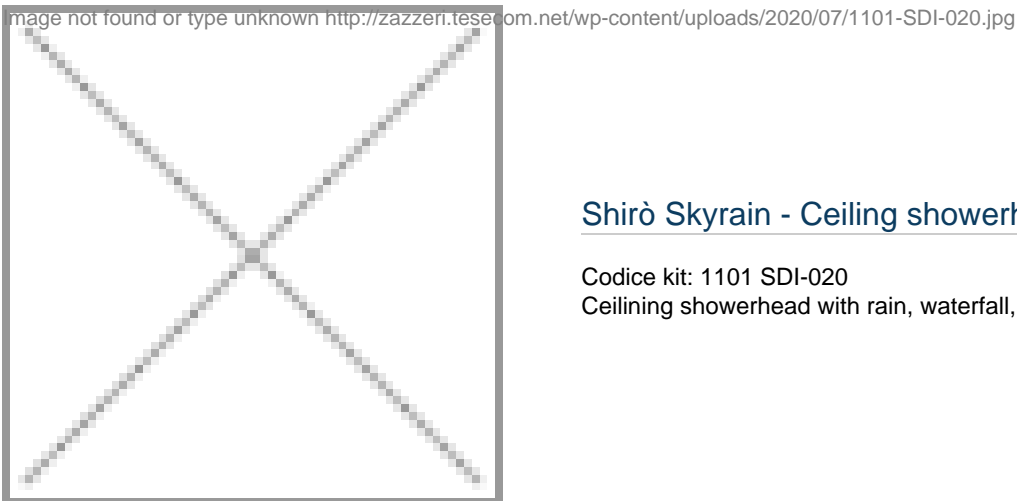 Image not found or type unknown http://zazzeri.tesecom.net/wp-content/uploads/2020/07/1101-SDI-020.jpg
Shirò Skyrain - Ceiling shower
Codice kit: 1101 SDI-020
Ceilining showerhead with rain, waterfall,